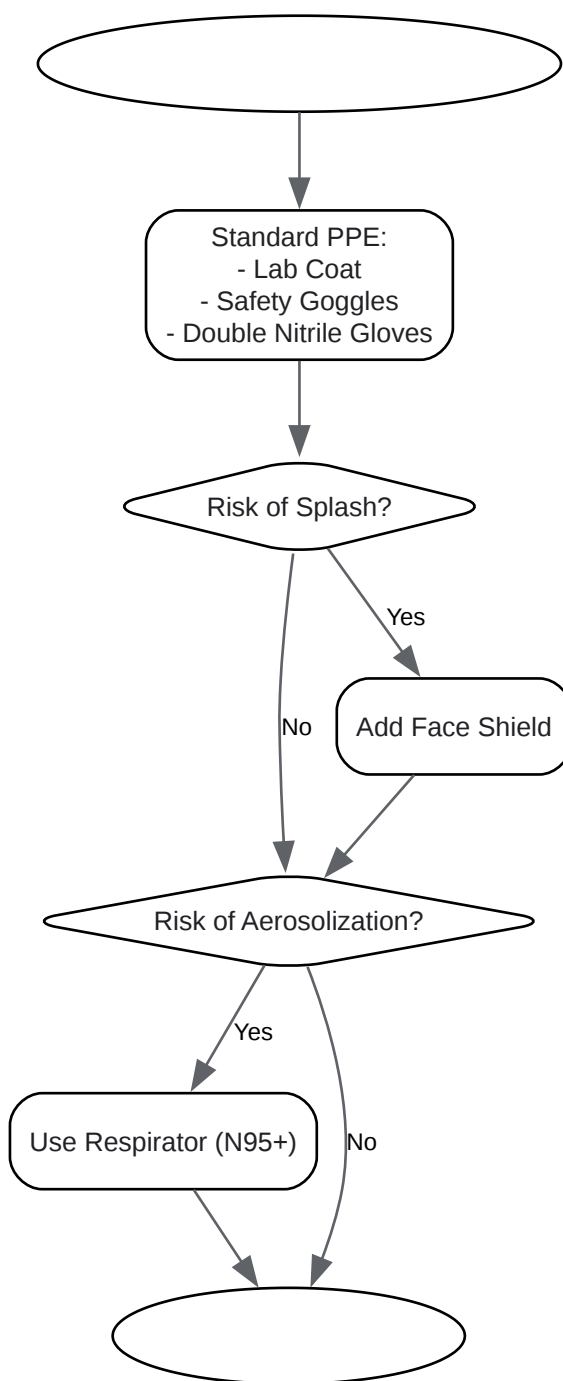 Standard PPE:
- Lab Coat
- Safety Goggles
- Double Nitrile Gloves
Risk of Splash?
Yes
No
Add Face Shield
Risk of Aerosolization?
Yes
Use Respirator (N95+)
No